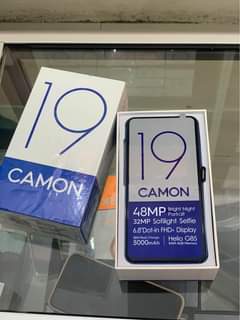 19
CAMON
19
CAMON
48MP Bright Night
Portrait
32MP Softlight Selfie
6.8"Dot-in FHD+ Display
5000mAh
Helio G85